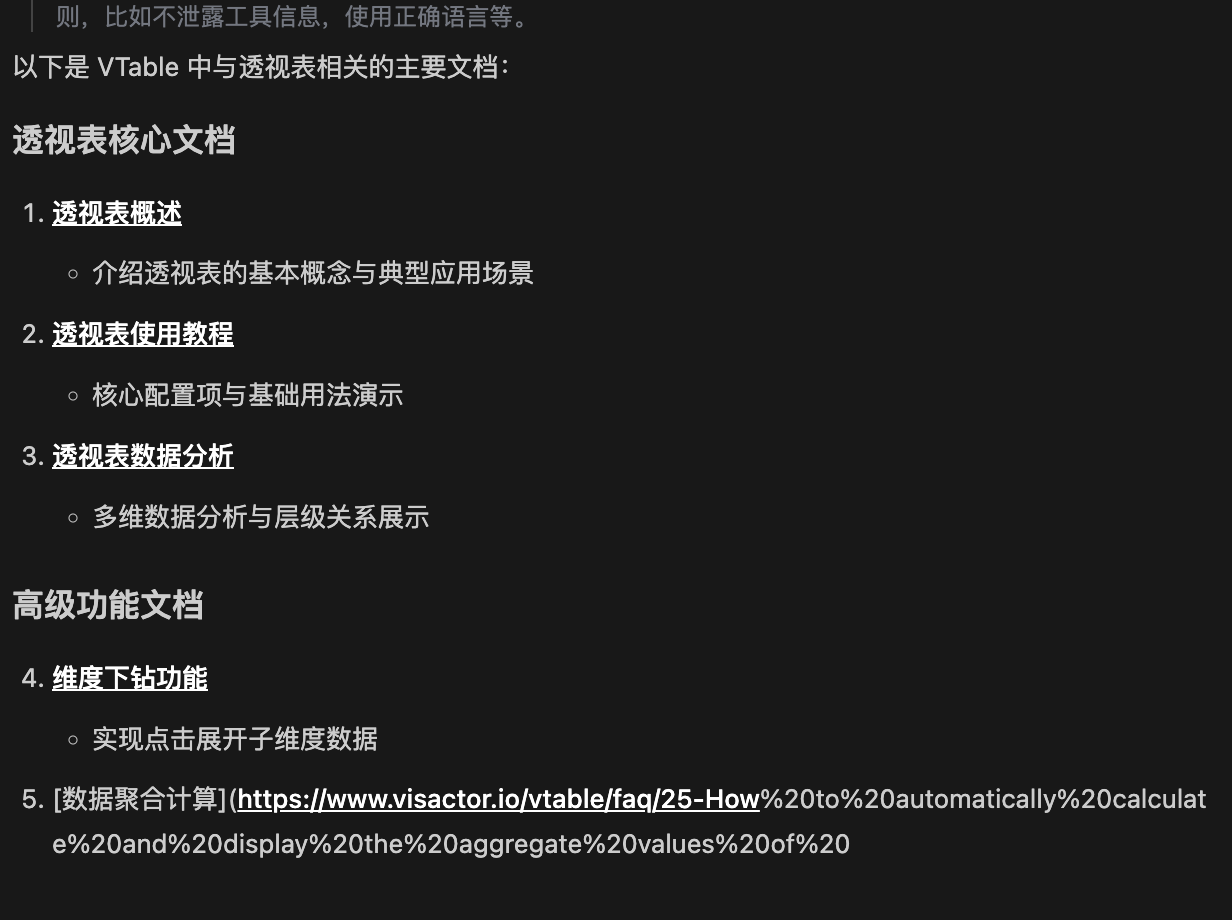 则，比如不泄露工具信息，使用正确语言等。
以下是 VTable 中与透视表相关的主要文档：
透视表核心文档
1. 透视表概述
○ 介绍透视表的基本概念与典型应用场景
2. 透视表使用教程
○ 核心配置项与基础用法演示
3. 透视表数据分析
○ 多维数据分析与层级关系展示
高级功能文档
4. 维度下钻功能
○ 实现点击展开子维度数据
5. [数据聚合计算](https://www.visactor.io/vtable/faq/25-How%20to%20automatically%20calculat
e%20and%20display%20the%20aggregate%20values%20of%20